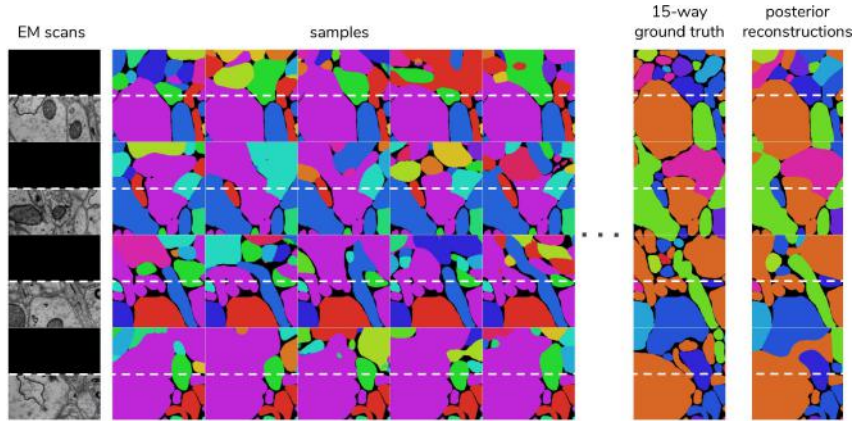 EM scans
samples
15-way
ground truth
posterior
reconstructions
...